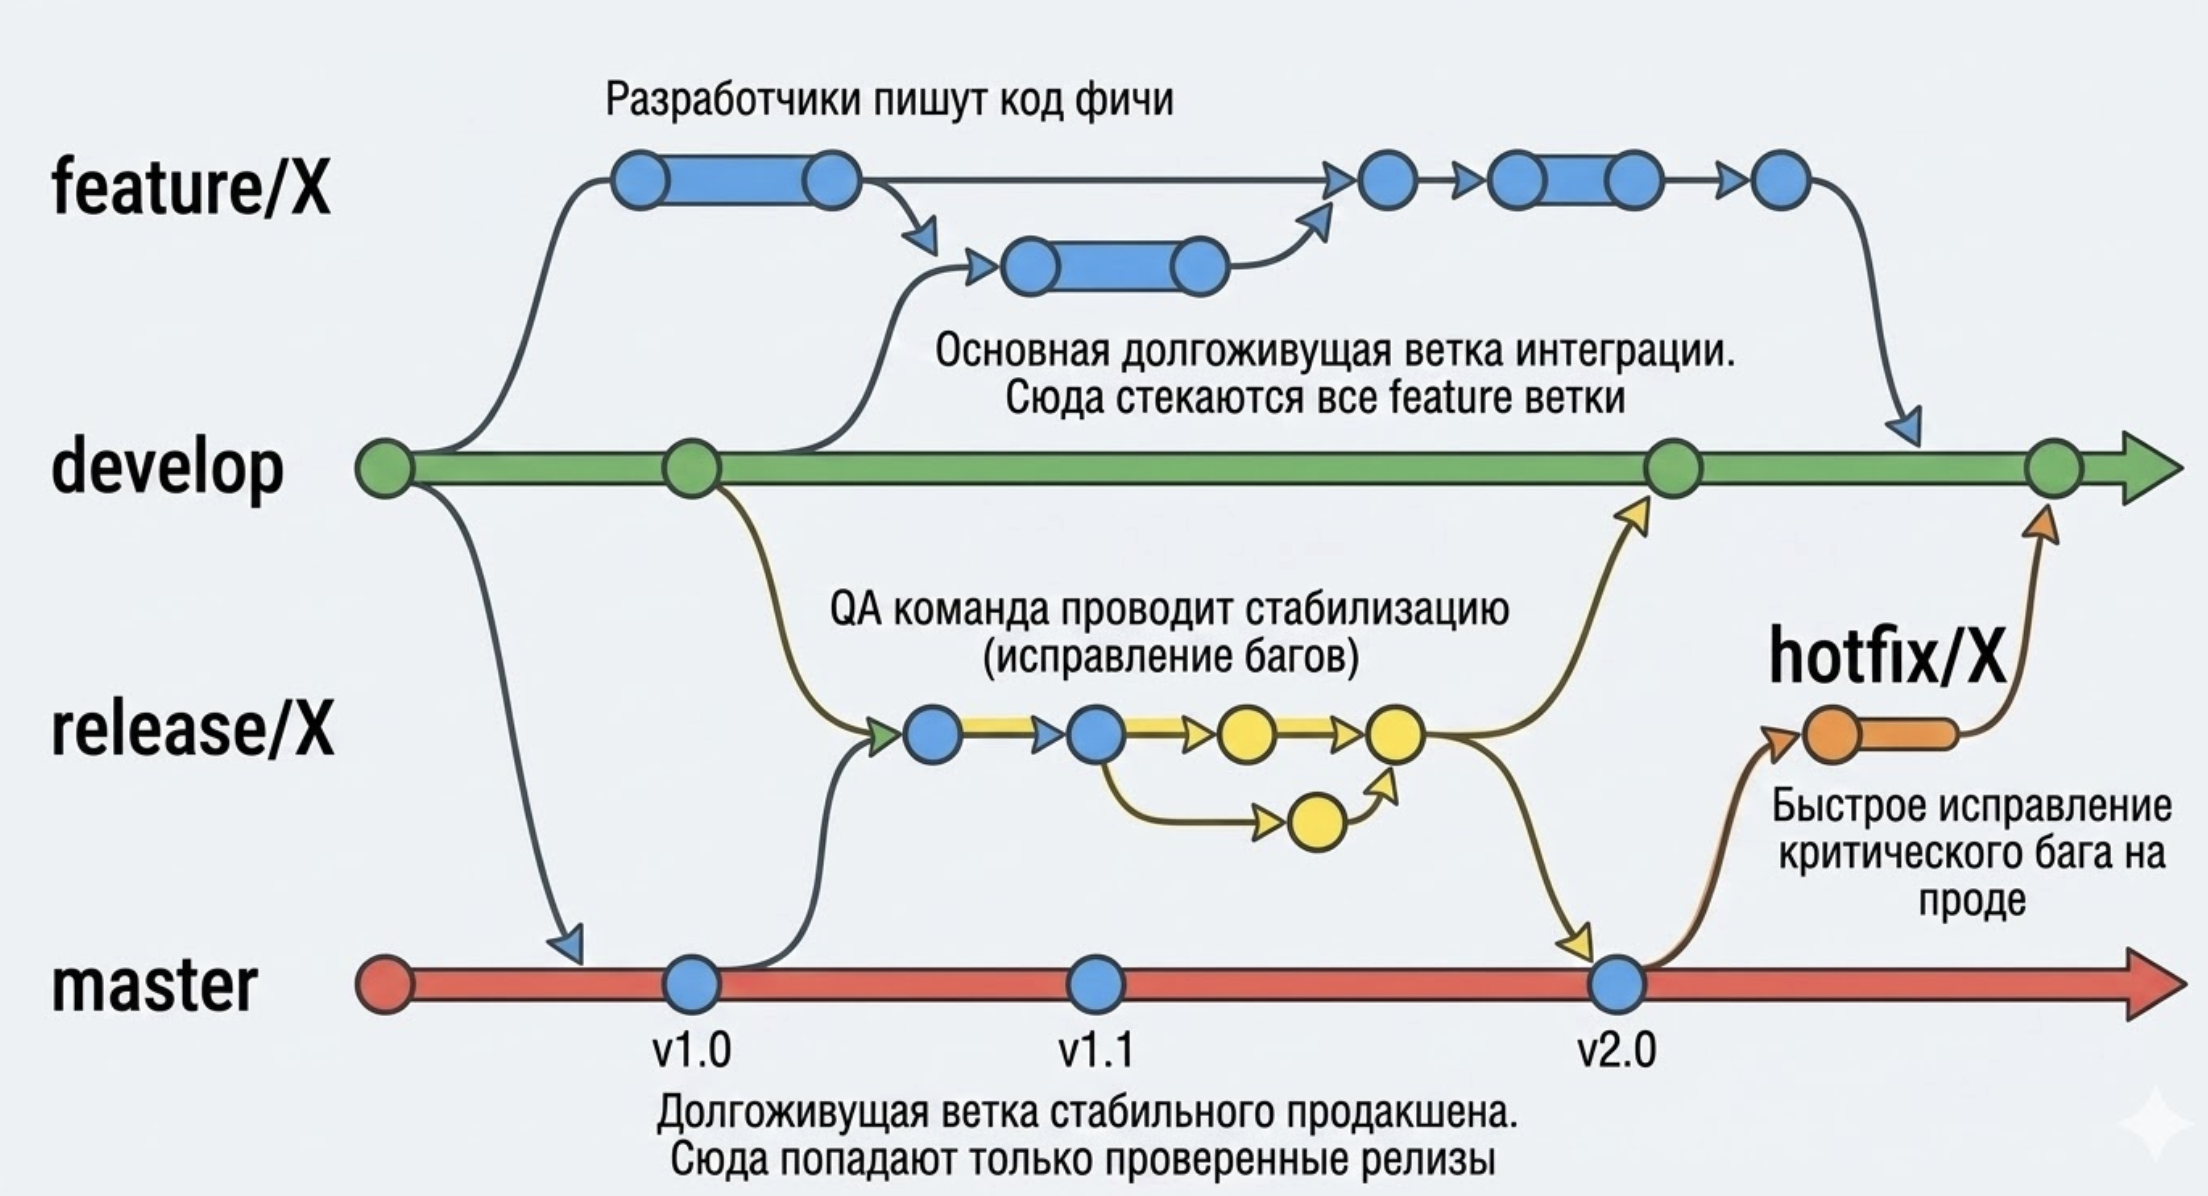 Разработчики пишут код фичи
feature/X
Основная долгоживущая ветка интеграции.
Сюда стекаются все feature ветки
develop
QA команда проводит стабилизацию
(исправление багов)
hotfix/X
release/X
Быстрое исправление
критического бага на
проде
master
v1.0
v1.1
v2.0
Долгоживущая ветка стабильного продакшена.
Сюда попадают только проверенные релизы